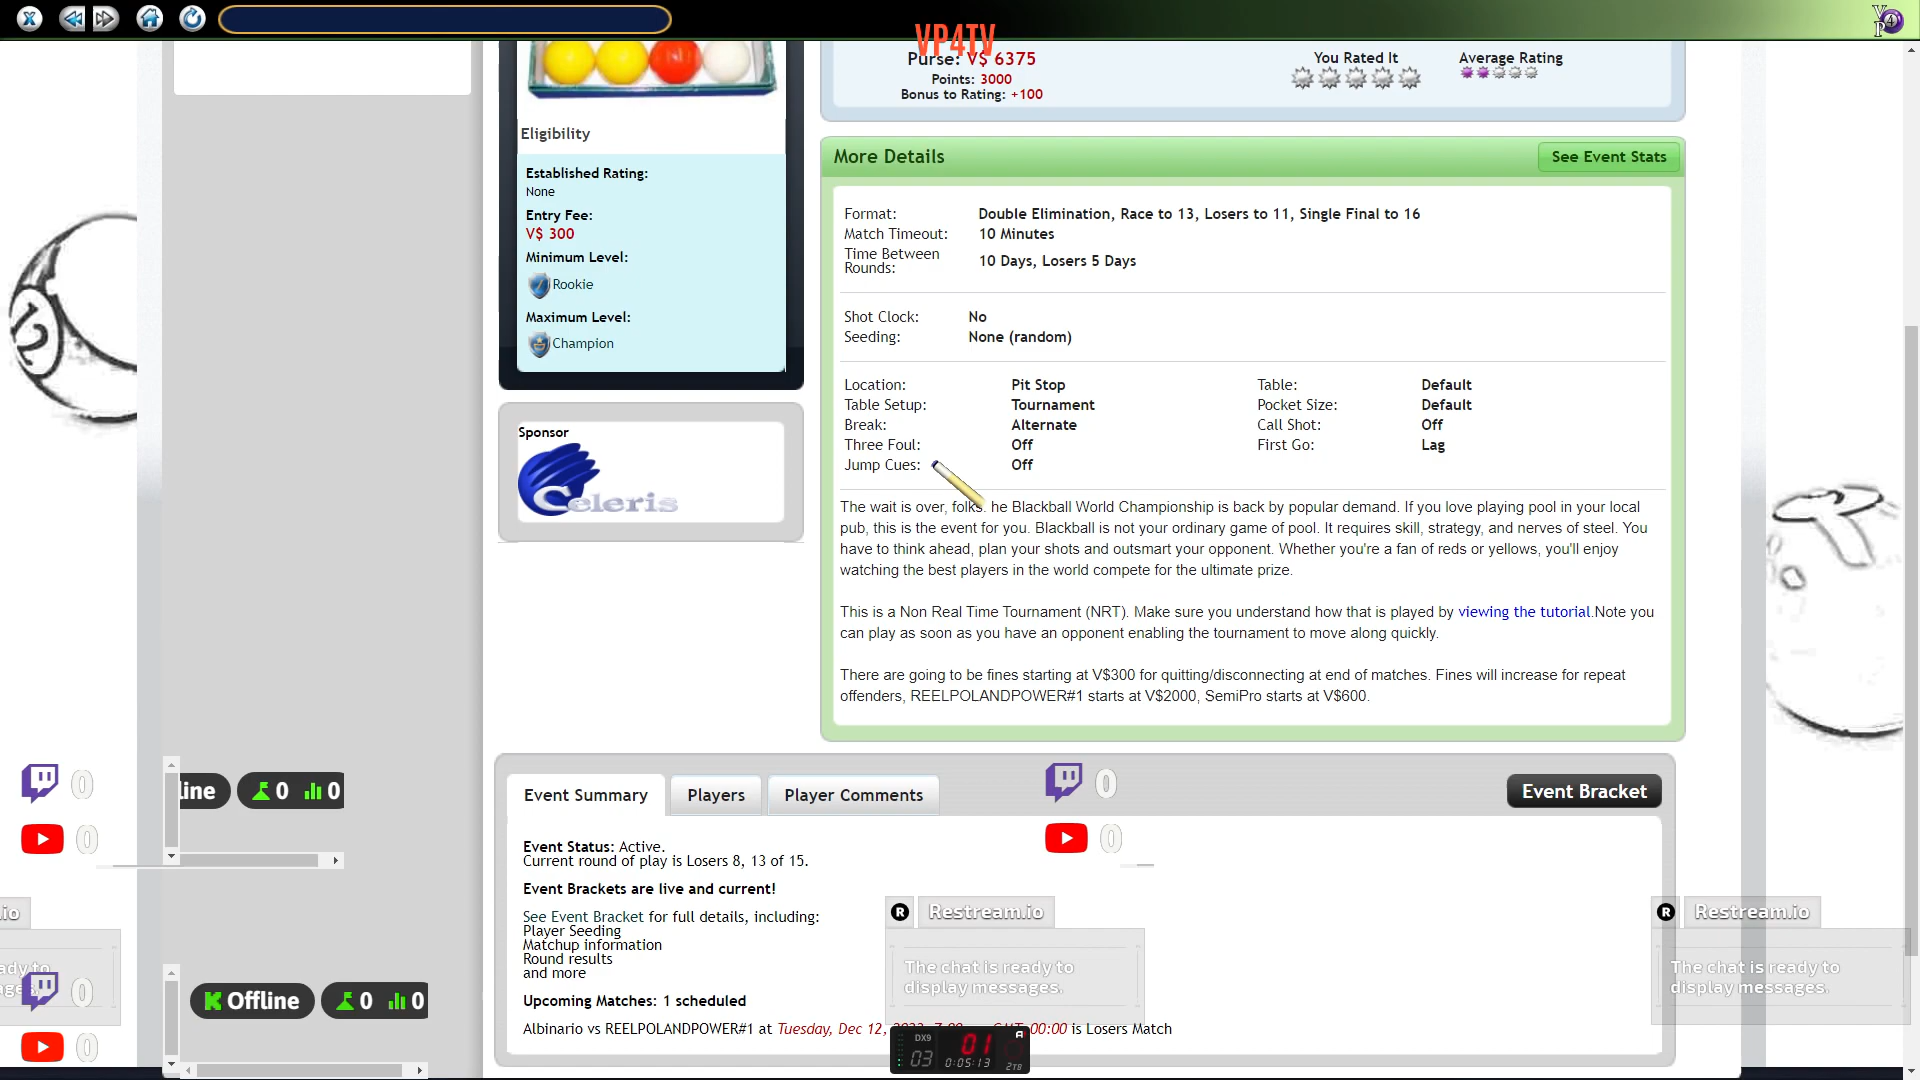 VP4TV
Purse: V$ 6375
Points: 3000
Bonus to Rating: +100
You Rated It
Average Rating
Eligibility
Established Rating:
None
Entry Fee:
V$ 300
Minimum Level:
Rookie
Maximum Level:
Champion
Sponsor
Celeris
More Details
See Event Stats
Format: Double Elimination, Race to 13, Losers to 11, Single Final to 16
Match Timeout: 10 Minutes
Time Between
Rounds: 10 Days, Losers 5 Days
Shot Clock: No
Seeding: None (random)
Location: Pit Stop Table: Default
Table Setup: Tournament Pocket Size: Default
Break: Alternate Call Shot: Off
Three Foul: Off First Go: Lag
Jump Cues: Off
The wait is over, folks. he Blackball World Championship is back by popular demand. If you love playing pool in your local
pub, this is the event for you. Blackball is not your ordinary game of pool. It requires skill, strategy, and nerves of steel. You
have to think ahead, plan your shots and outsmart your opponent. Whether you're a fan of reds or yellows, you'll enjoy
watching the best players in the world compete for the ultimate prize.
This is a Non Real Time Tournament (NRT). Make sure you understand how that is played by viewing the tutorial.Note you
can play as soon as you have an opponent enabling the tournament to move along quickly.
There are going to be fines starting at V$300 for quitting/disconnecting at end of matches. Fines will increase for repeat
offenders, REELPOLANDPOWER#1 starts at V$2000, SemiPro starts at V$600.
Event Summary
Players
Player Comments
Event Bracket
Event Status: Active.
Current round of play is Losers 8, 13 of 15.
Event Brackets are live and current!
See Event Bracket for full details, including:
Player Seeding
Matchup information
Round results
and more
Upcoming Matches: 1 scheduled
Albinario vs REELPOLANDPOWER#1 at Tuesday, Dec 12, is Losers Match
0
0
line 0 0
0
0
Restream.io
The chat is ready to
display messages.
Restream.io
The chat is ready to
display messages.
.io
ady to
0
0
Offline 0 0
DX9
03
01
0:05:13
2TB
12